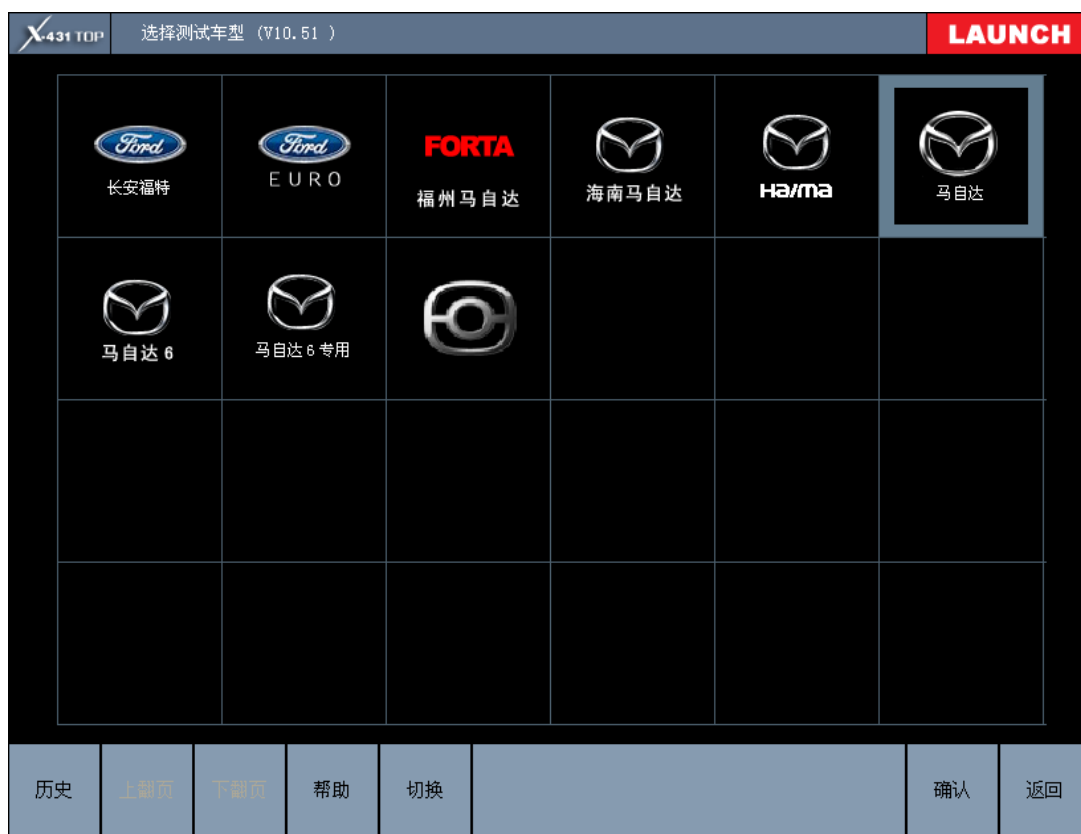 X-431 TOP
选择测试车型 (V10.51 )
LAUNCH
Ford
长安福特
Ford
EURO
FORTA
福州马自达
海南马自达
Haima
马自达
马自达 6
马自达 6 专用
历史
上翻页
下翻页
帮助
切换
确认
返回